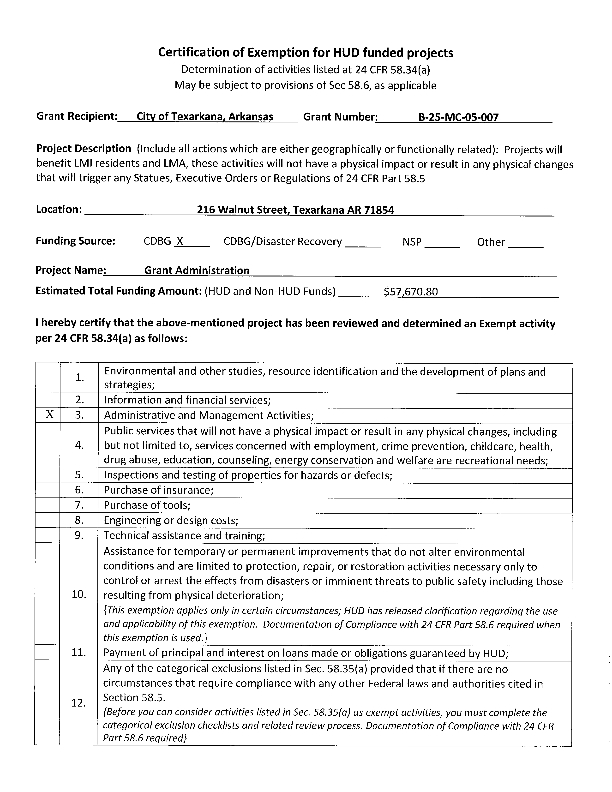 Certification of Exemption for HUD funded projects
Determination of activities listed at 24 CFR 58.34(a)
May be subject to provisions of Sec 58.6, as applicable
Grant Recipient: City of Texarkana, Arkansas Grant Number: B-25-MC-05-007
Project Description (Include all actions which are either geographically or functionally related): Projects will
benefit LMI residents and LMA, these activities will not have a physical impact or result in any physical changes
that will trigger any Statues, Executive Orders or Regulations of 24 CFR Part 58.5
Location: 216 Walnut Street, Texarkana AR 71854
Funding Source: CDBG X CDBG/Disaster Recovery NSP Other
Project Name: Grant Administration
Estimated Total Funding Amount: (HUD and Non HUD Funds) $57,670.80
I hereby certify that the above-mentioned project has been reviewed and determined an Exempt activity
per 24 CFR 58.34(a) as follows:
1. Environmental and other studies, resource identification and the development of plans and
strategies;
2. Information and financial services;
X 3. Administrative and Management Activities;
Public services that will not have a physical impact or result in any physical changes, including
4. but not limited to, services concerned with employment, crime prevention, childcare, health,
drug abuse, education, counseling, energy conservation and welfare are recreational needs;
5. Inspections and testing of properties for hazards or defects;
6. Purchase of insurance;
7. Purchase of tools;
8. Engineering or design costs;
9. Technical assistance and training;
Assistance for temporary or permanent improvements that do not alter environmental
conditions and are limited to protection, repair, or restoration activities necessary only to
control or arrest the effects from disasters or imminent threats to public safety including those
10. resulting from physical deterioration;
(This exemption applies only in certain circumstances; HUD has released clarification regarding the use
and applicability of this exemption. Documentation of Compliance with 24 CFR Part 58.6 required when
this exemption is used.)
11. Payment of principal and interest on loans made or obligations guaranteed by HUD;
Any of the categorical exclusions listed in Sec. 58.35(a) provided that if there are no
circumstances that require compliance with any other Federal laws and authorities cited in
12. Section 58.5.
(Before you can consider activities listed in Sec. 58.35(a) as exempt activities, you must complete the
categorical exclusion checklists and related review process. Documentation of Compliance with 24 CFR
Part 58.6 required)